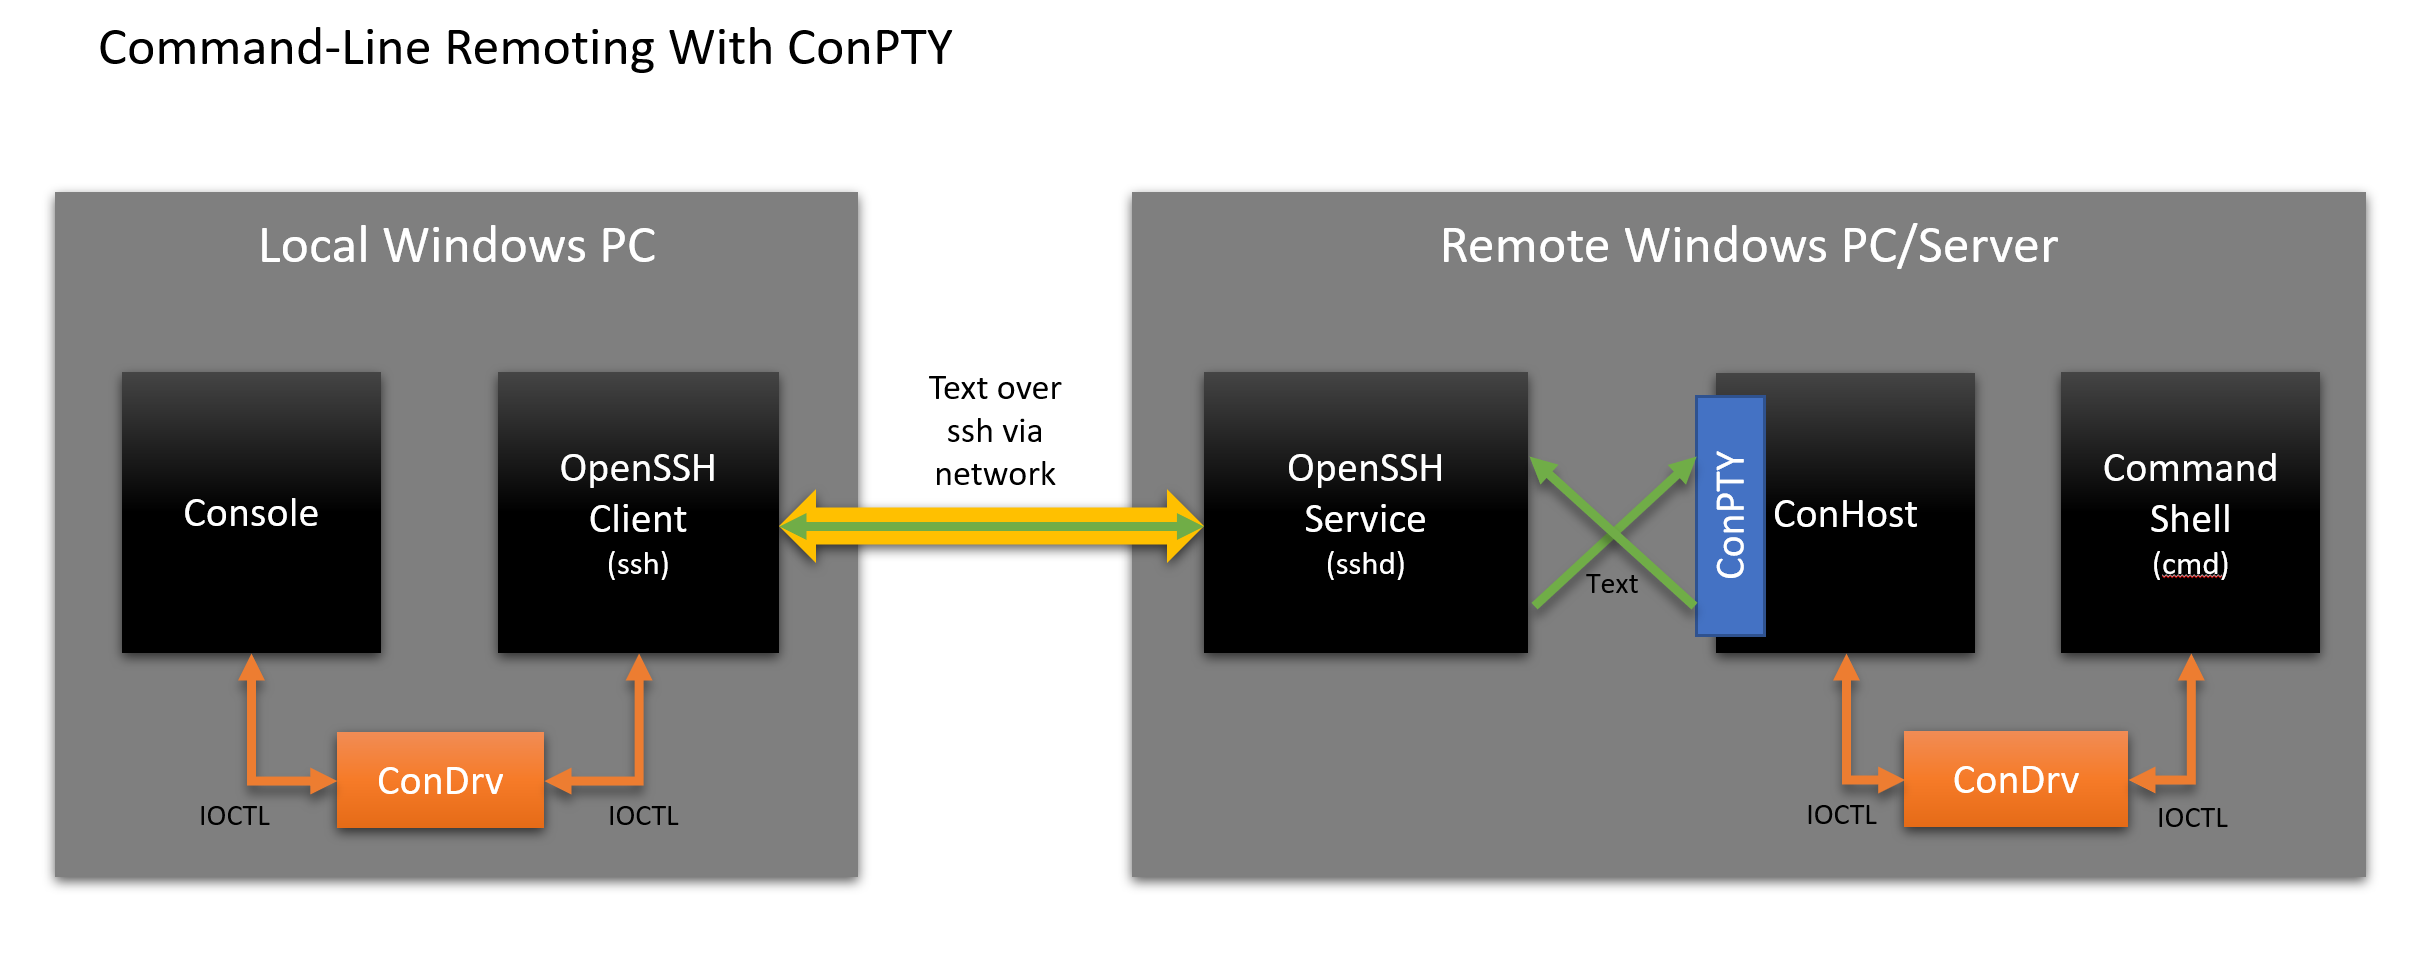 Command-Line Remoting With ConPTY
Local Windows PC
Console
OpenSSH
Client
(ssh)
IOCTL
ConDrv
IOCTL
Text over
ssh via
network
Remote Windows PC/Server
OpenSSH
Service
(sshd)
Text
ConPTY
ConHost
Command
Shell
(cmd)
IOCTL
ConDrv
IOCTL